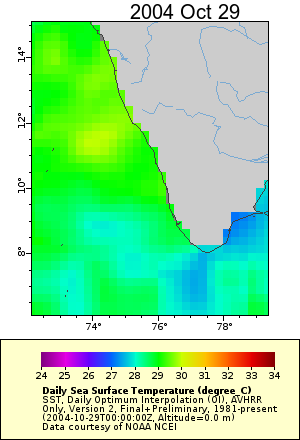 2004 Oct 29
14°
12°
10°
8°
74° 76° 78°
24 25 26 27 28 29 30 31 32 33 34
Daily Sea Surface Temperature (degree_C)
SST, Daily Optimum Interpolation (OI), AVHRR
Only, Version 2, Final+Preliminary, 1981-present
(2004-10-29T00:00:00Z, Altitude=0.0 m)
Data courtesy of NOAA NCEI